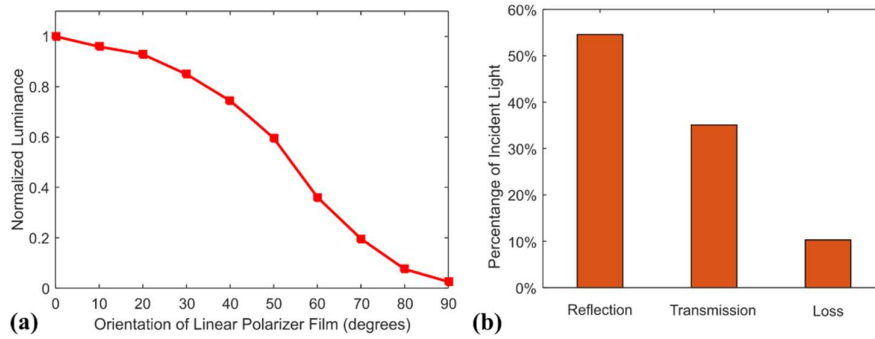 1
0.8
0.6
0.4
0.2
0
Normalized Luminance
0 10 20 30 40 50 60 70 80 90
Orientation of Linear Polarizer Film (degrees)
(a)
60%
50%
40%
30%
20%
10%
0%
Percentange of Incident Light
Reflection Transmission Loss
(b)